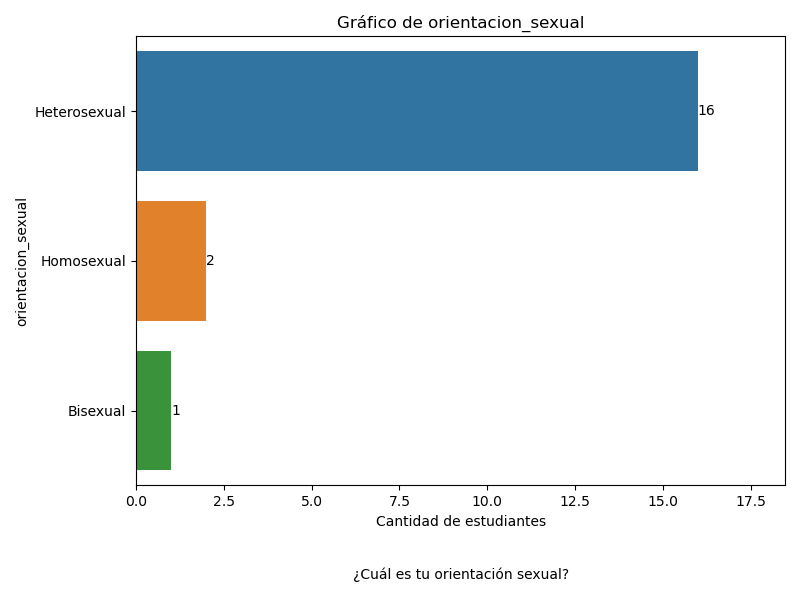 Gráfico de orientacion_sexual
orientacion_sexual
Heterosexual
16
Homosexual
2
Bisexual
1
0.0 2.5 5.0 7.5 10.0 12.5 15.0 17.5
Cantidad de estudiantes
¿Cuál es tu orientación sexual?